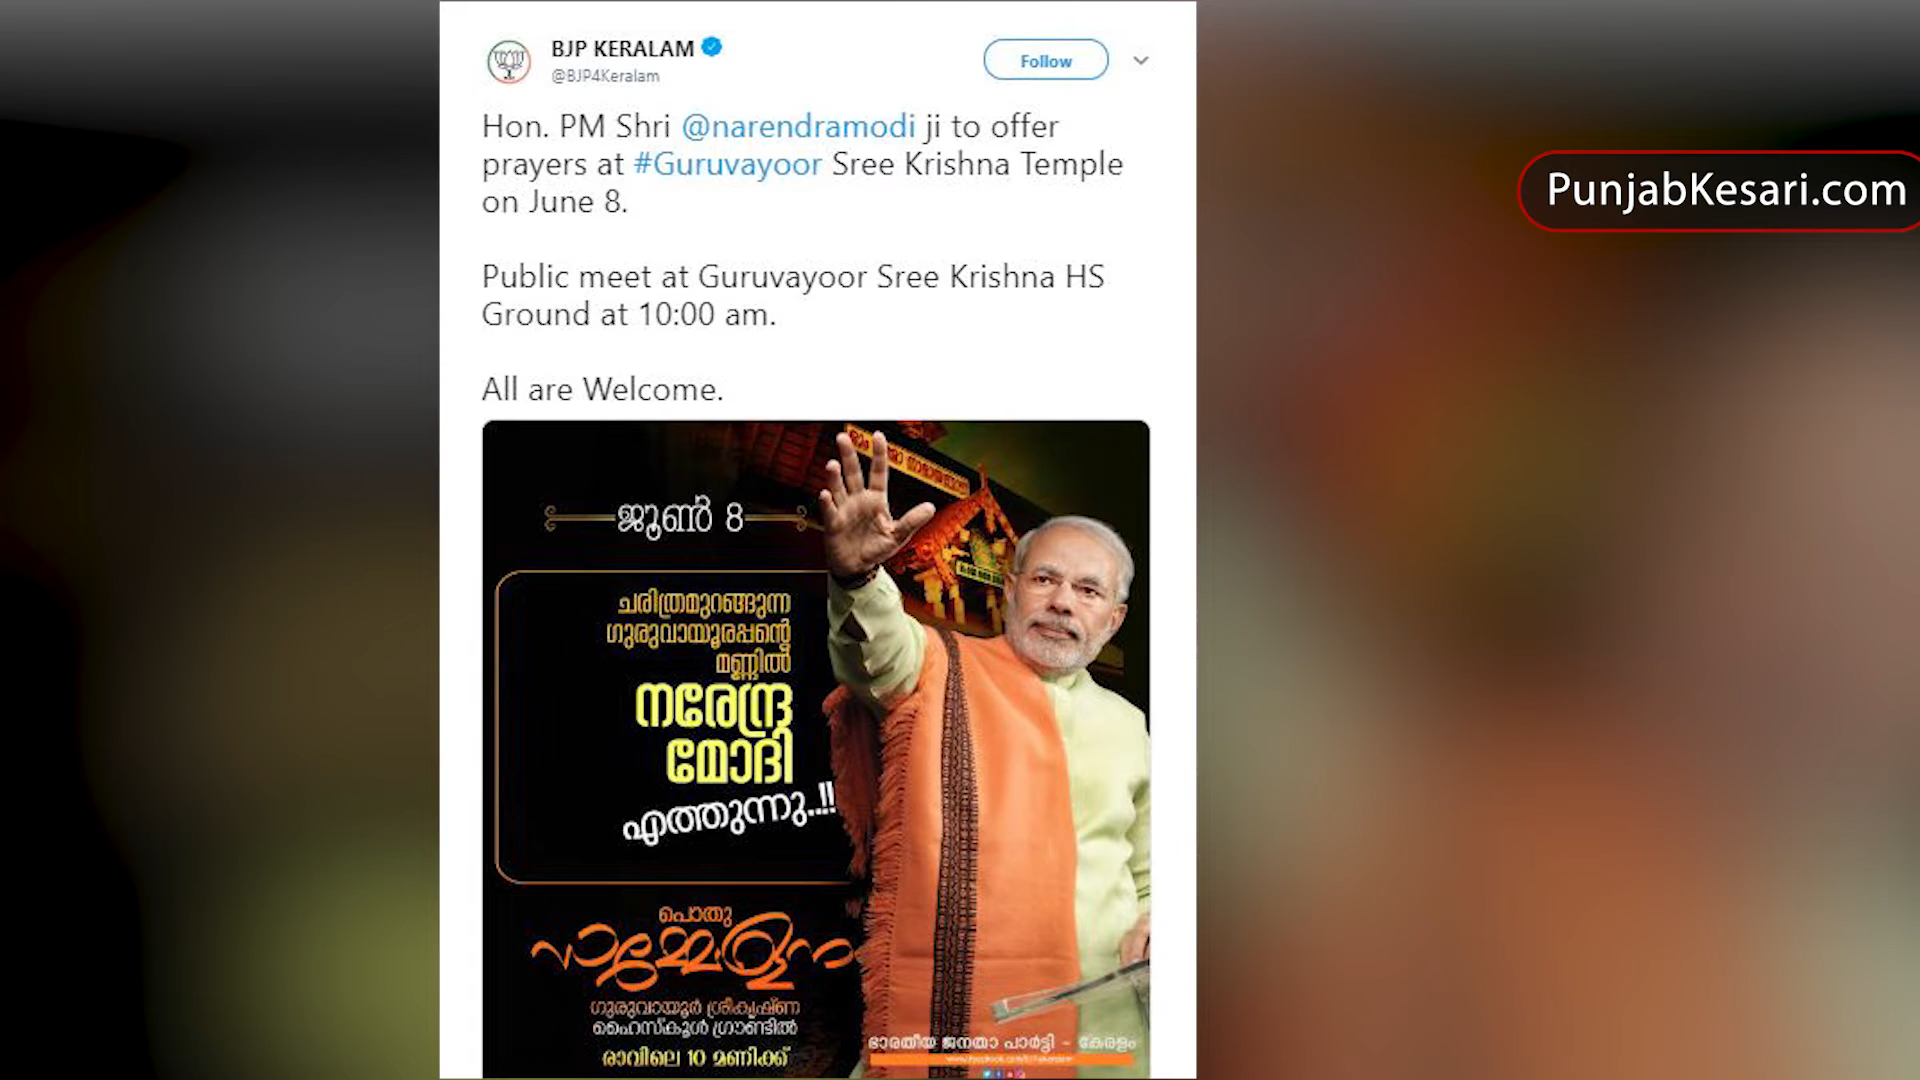 BJP KERALAM
@BJP4Keralam
Follow
Hon. PM Shri @narendramodi ji to offer
prayers at #Guruvayoor Sree Krishna Temple
on June 8.
Public meet at Guruvayoor Sree Krishna HS
Ground at 10:00 am.
All are Welcome.
PunjabKesari.com
ജൂൺ 8
ചരിത്രമുറങ്ങുന്ന
ഗുരുവായൂരപ്പന്റെ
മണ്ണിൽ
നരേന്ദ്ര
മോദി
എത്തുന്നു..!!
പൊതു
സമ്മേളനം
ഗുരുവായൂർ ശ്രീകൃഷ്ണ
ഹൈസ്കൂൾ ഗ്രൗണ്ടിൽ
രാവിലെ 10 മണിക്ക്
ഭാരതീയ ജനതാ പാർട്ടി - കേരളം